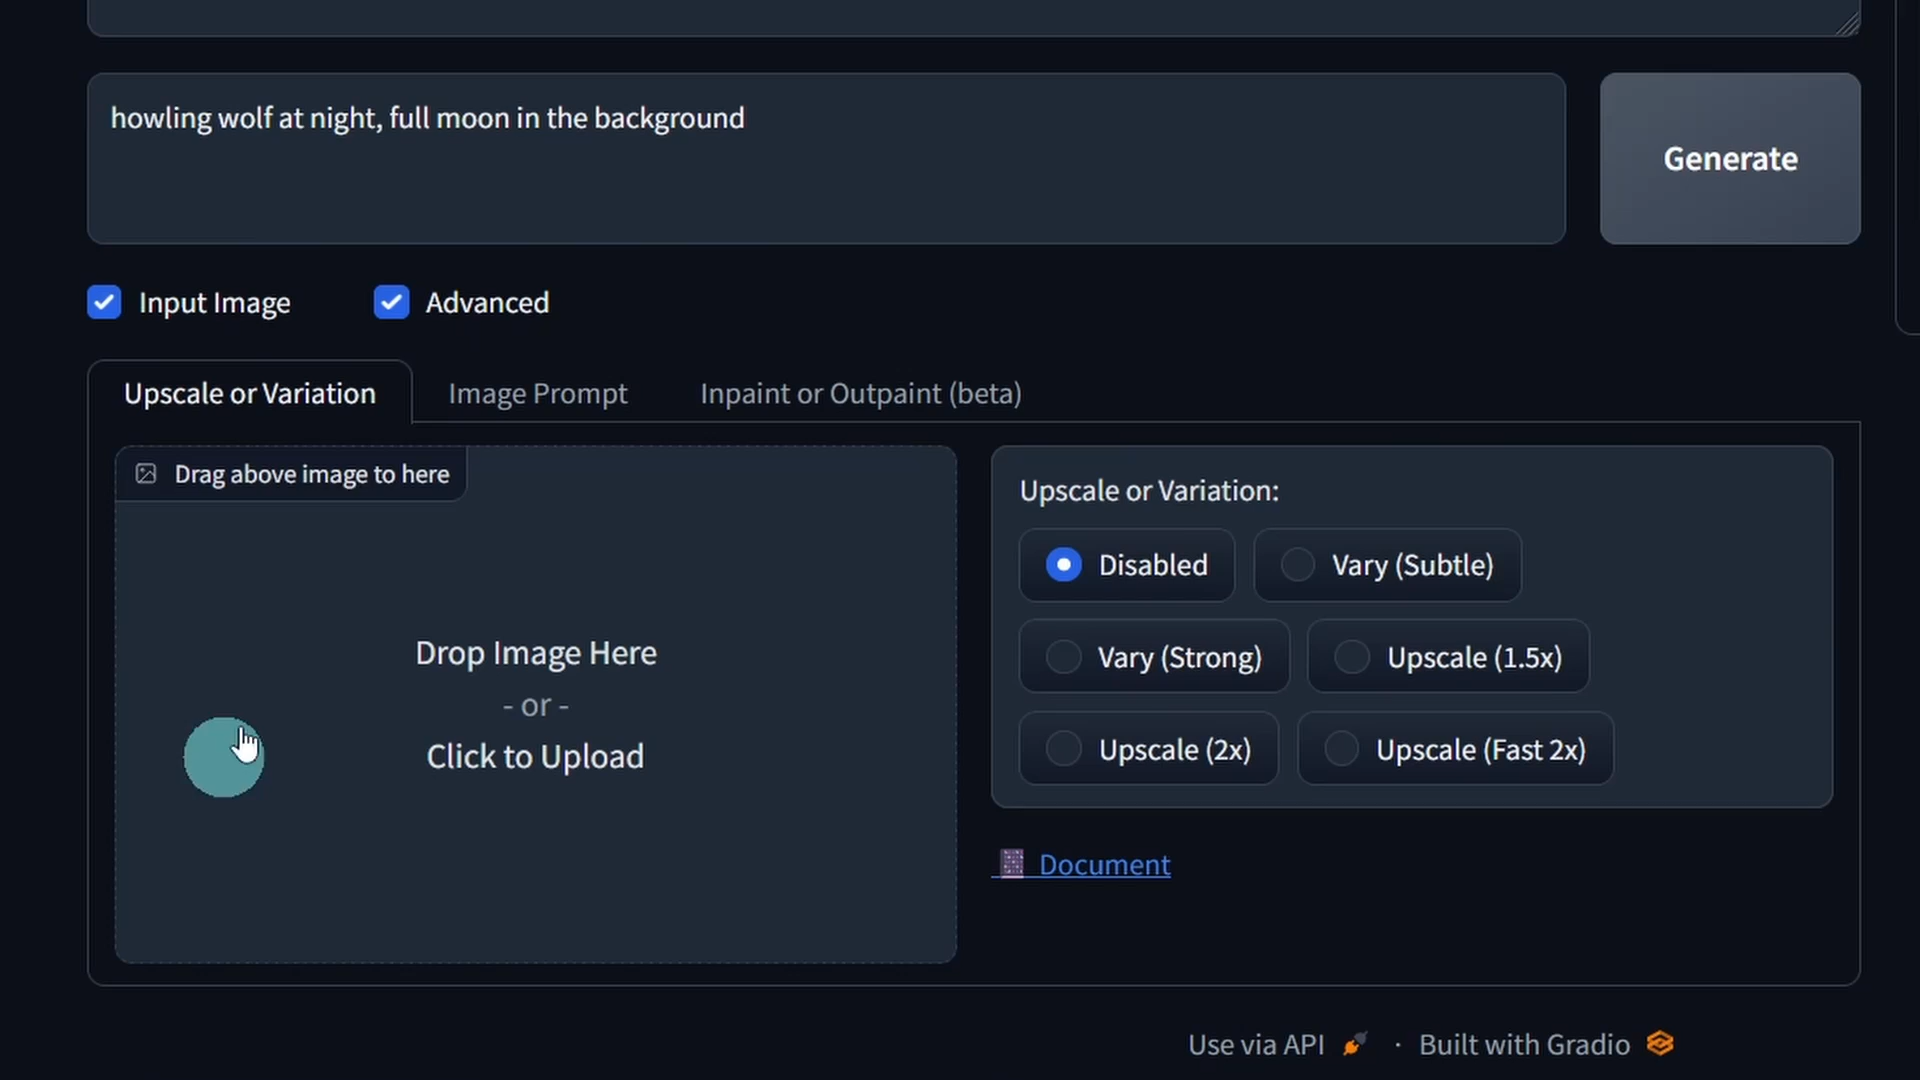 howling wolf at night, full moon in the background
Generate
Input Image
Advanced
Upscale or Variation
Image Prompt
Inpaint or Outpaint (beta)
Drag above image to here
Drop Image Here
- or -
Click to Upload
Upscale or Variation:
Disabled
Vary (Subtle)
Vary (Strong)
Upscale (1.5x)
Upscale (2x)
Upscale (Fast 2x)
Document
Use via API
· Built with Gradio